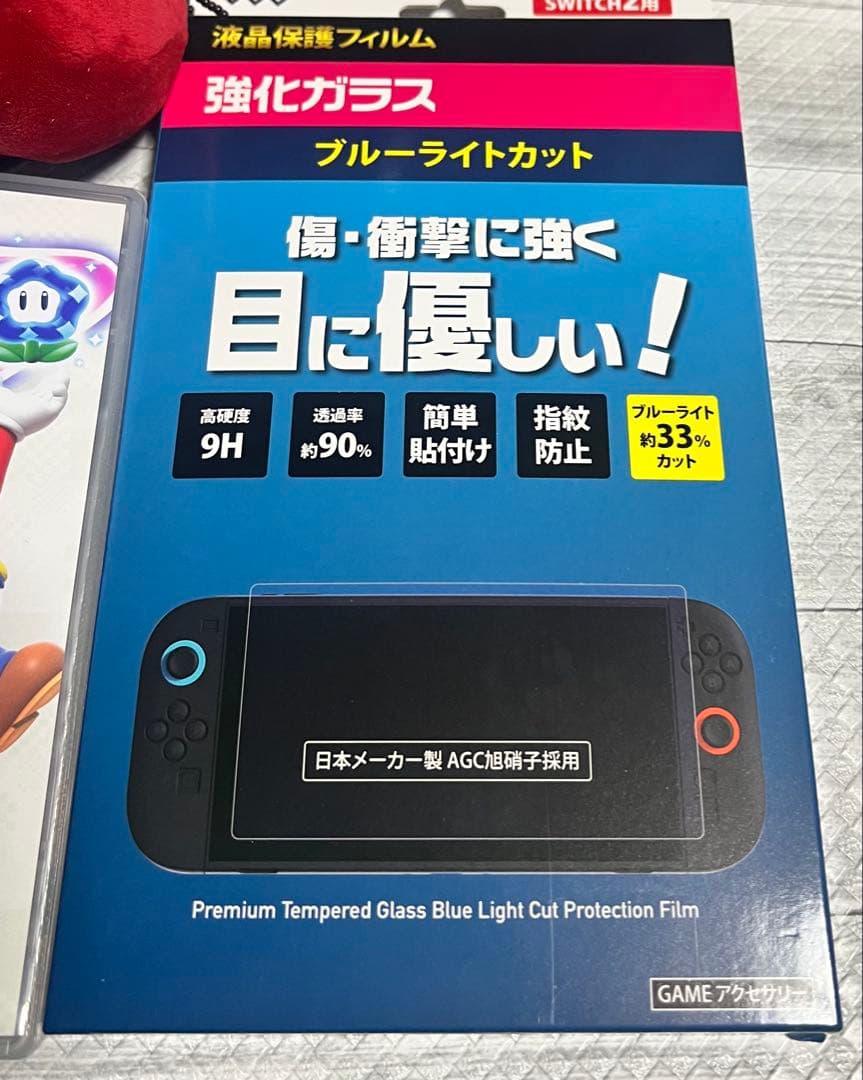 SWITCH2用
液晶保護フィルム
強化ガラス
ブルーライトカット
傷・衝撃に強く
目に優しい!
高硬度
9H
透過率
約90%
簡単
貼付け
指紋
防止
ブルーライト
約33%
カット
日本メーカー製 AGC旭硝子採用
Premium Tempered Glass Blue Light Cut Protection Film
GAME アクセサリー